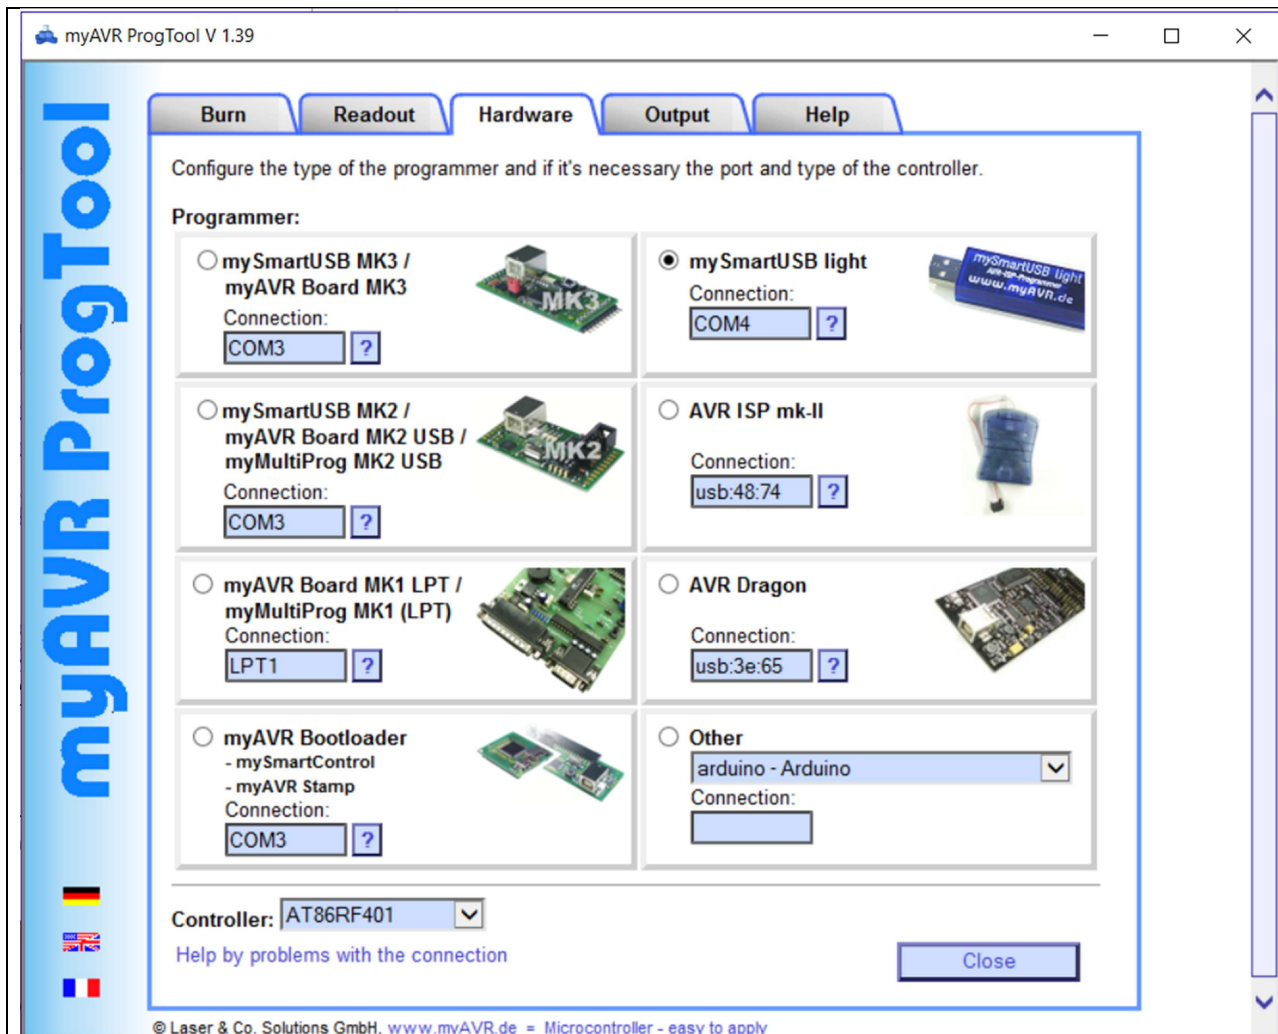 myAVR ProgTool V 1.39
myAVR ProgTool
Burn
Readout
Hardware
Output
Help
Configure the type of the programmer and if it's necessary the port and type of the controller.
Programmer:
mySmartUSB MK3 /
myAVR Board MK3
Connection:
COM3
?
MK3
mySmartUSB light
Connection:
COM4
?
mySmartUSB light
AVR-ISP-Programmer
www.myAVR.de
mySmartUSB MK2 /
myAVR Board MK2 USB /
myMultiProg MK2 USB
Connection:
COM3
?
MK2
AVR ISP mk-II
Connection:
usb:48:74
?
myAVR Board MK1 LPT /
myMultiProg MK1 (LPT)
Connection:
LPT1
?
AVR Dragon
Connection:
usb:3e:65
?
myAVR Bootloader
- mySmartControl
- myAVR Stamp
Connection:
COM3
?
Other
arduino - Arduino
Connection:
Controller: AT86RF401
Help by problems with the connection
Close
© Laser & Co. Solutions GmbH, www.myAVR.de = Microcontroller - easy to apply